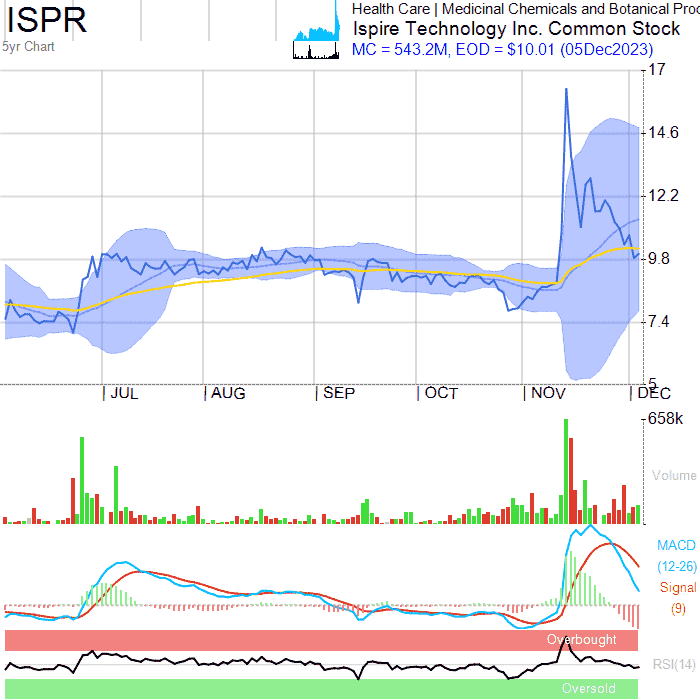 ISPR
5yr Chart
Health Care | Medicinal Chemicals and Botanical Proc
Ispire Technology Inc. Common Stock
MC = 543.2M, EOD = $10.01 (05Dec2023)
17
14.6
12.2
9.8
7.4
5
JUL
AUG
SEP
OCT
NOV
DEC
658k
Volume
MACD
(12-26)
Signal
(9)
Overbought
RSI(14)
Oversold